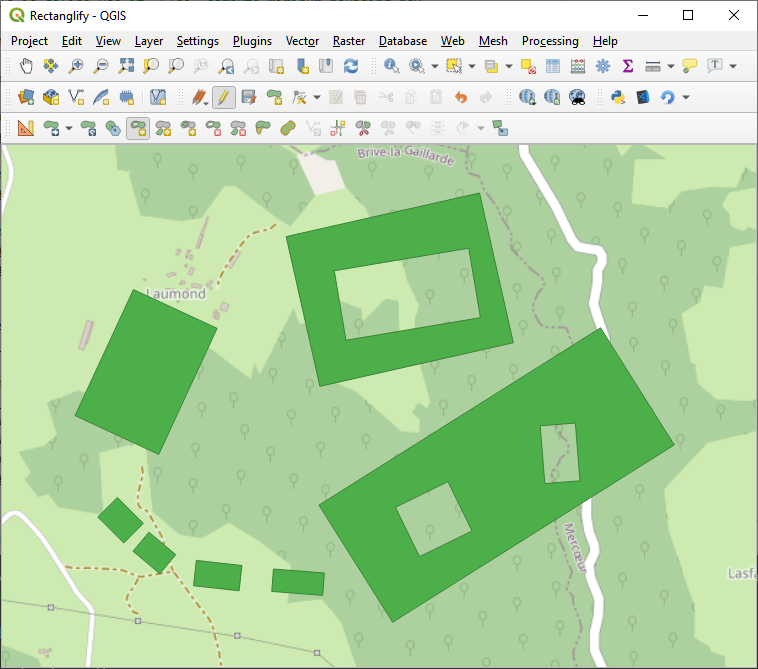 Rectanglify - QGIS
Project Edit View Layer Settings Plugins Vector Raster Database Web Mesh Processing Help
Brive-la Gaillarde
Laumond
Mercœur
Lasfa